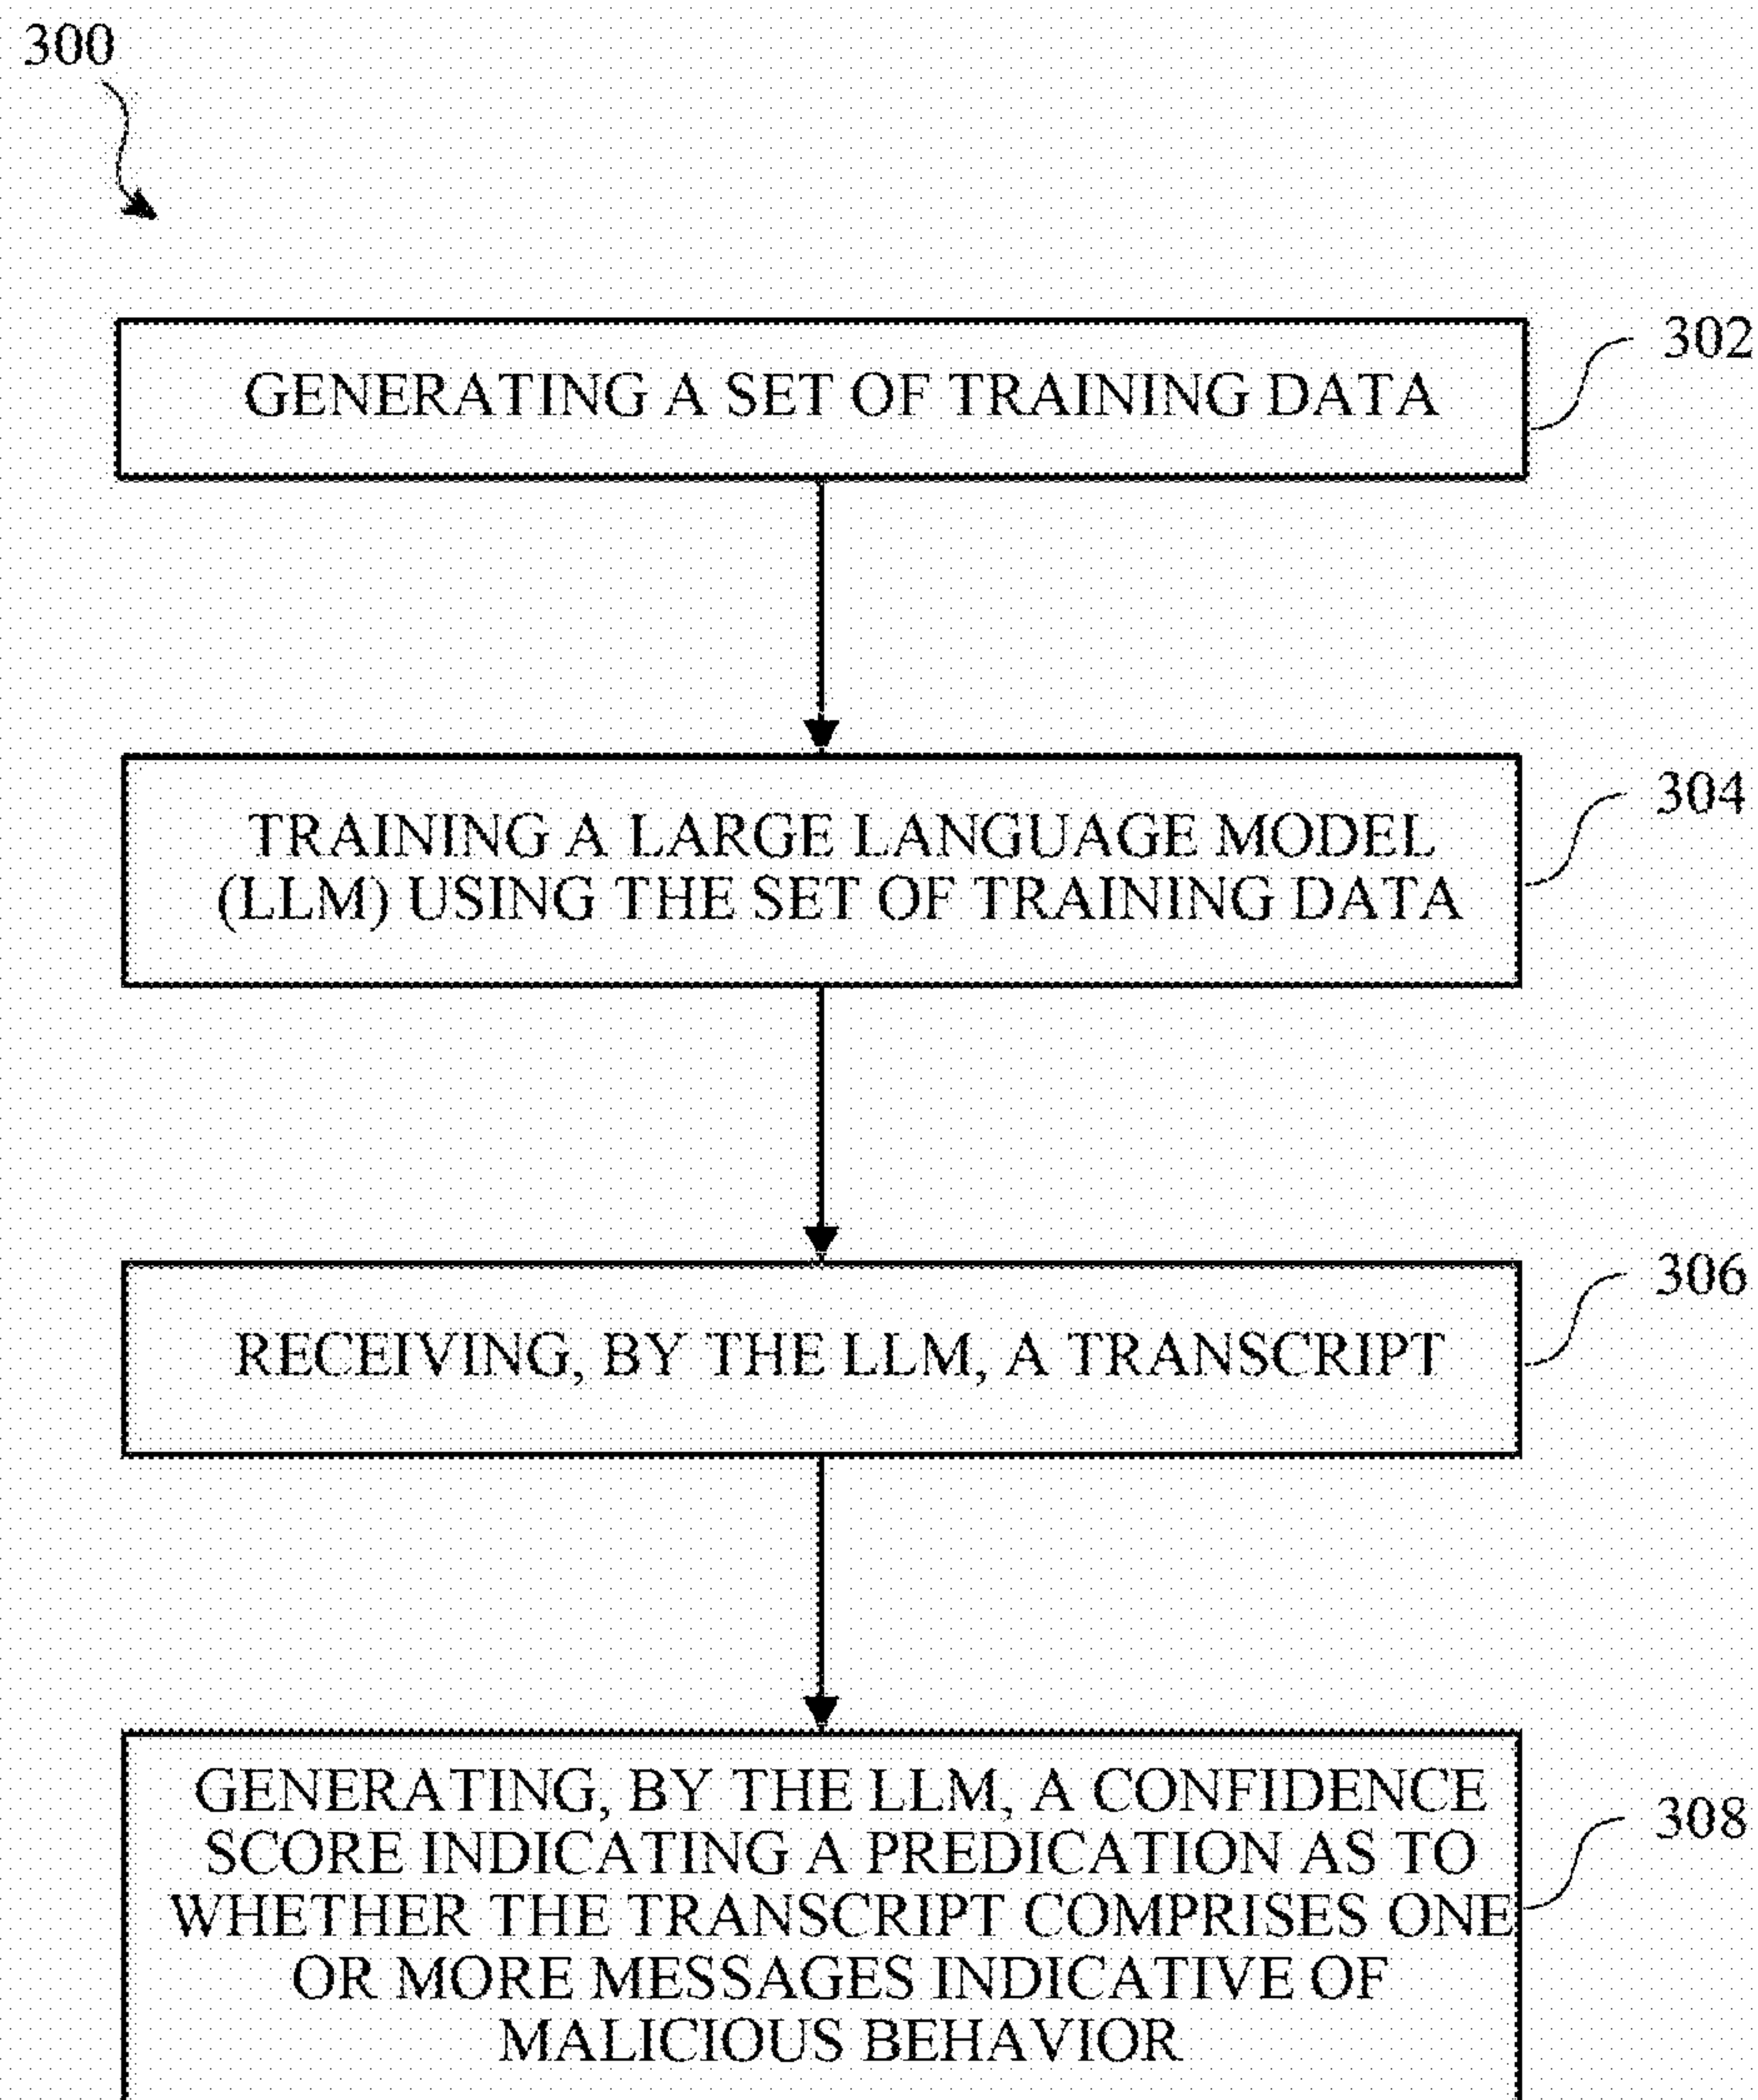 300
302
GENERATING A SET OF TRAINING DATA
304
TRAINING A LARGE LANGUAGE MODEL
(LLM) USING THE SET OF TRAINING DATA
306
RECEIVING, BY THE LLM, A TRANSCRIPT
308
GENERATING, BY THE LLM, A CONFIDENCE
SCORE INDICATING A PREDICATION AS TO
WHETHER THE TRANSCRIPT COMPRISES ONE
OR MORE MESSAGES INDICATIVE OF
MALICIOUS BEHAVIOR